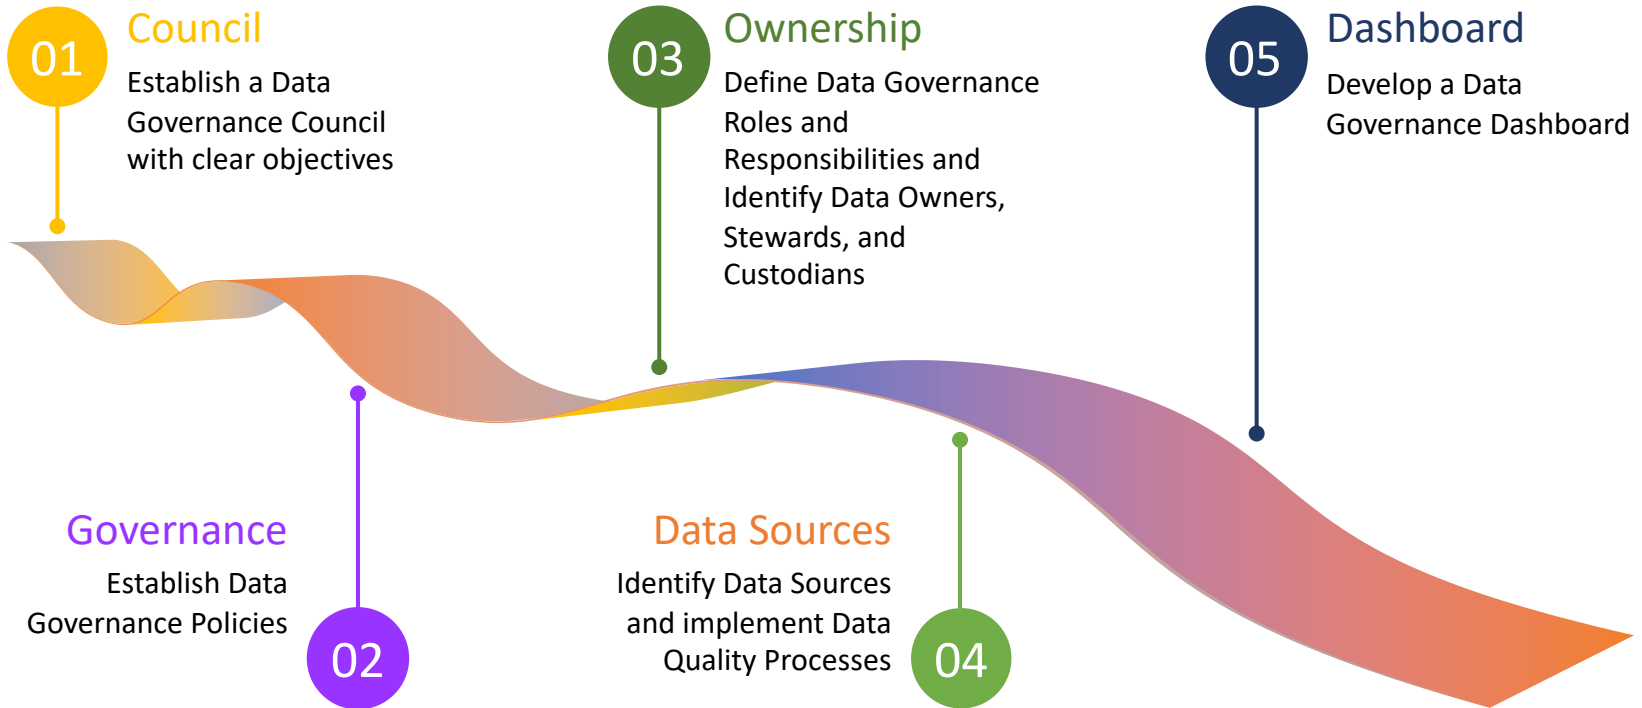 01
Council
Establish a Data
Governance Council
with clear objectives
02
Governance
Establish Data
Governance Policies
03
Ownership
Define Data Governance
Roles and
Responsibilities and
Identify Data Owners,
Stewards, and
Custodians
04
Data Sources
Identify Data Sources
and implement Data
Quality Processes
05
Dashboard
Develop a Data
Governance Dashboard